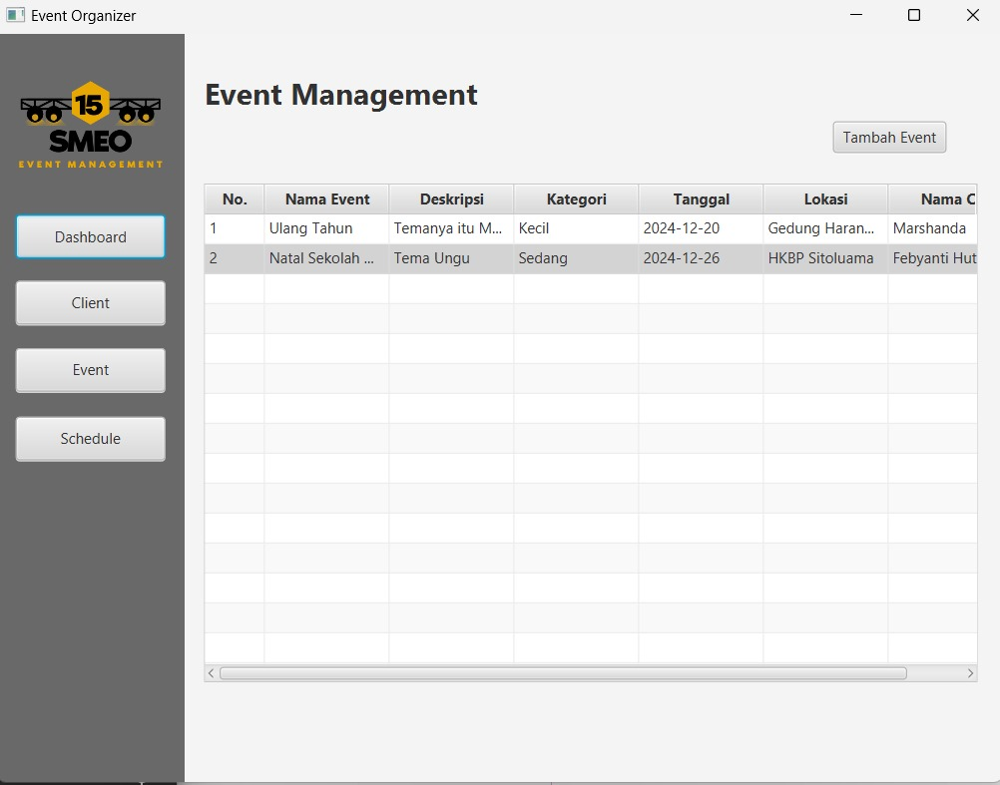 Event Organizer
15
SMEO
EVENT MANAGEMENT
Dashboard
Client
Event
Schedule
Event Management
Tambah Event
No. Nama Event Deskripsi Kategori Tanggal Lokasi Nama C
1 Ulang Tahun Temanya itu M... Kecil 2024-12-20 Gedung Haran... Marshanda
2 Natal Sekolah ... Tema Ungu Sedang 2024-12-26 HKBP Sitoluama Febyanti Hut